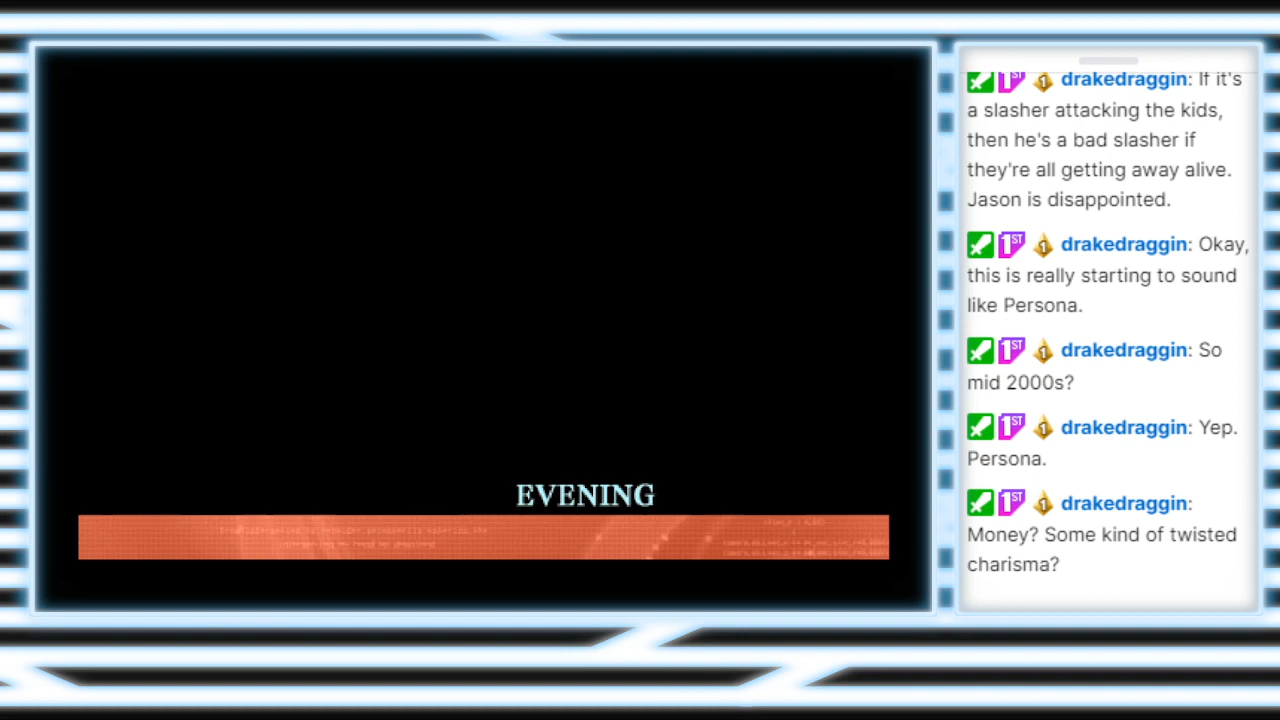 EVENING
drakedraggin: If it's
a slasher attacking the kids,
then he's a bad slasher if
they're all getting away alive.
Jason is disappointed.
drakedraggin: Okay,
this is really starting to sound
like Persona.
drakedraggin: So
mid 2000s?
drakedraggin: Yep.
Persona.
drakedraggin:
Money? Some kind of twisted
charisma?